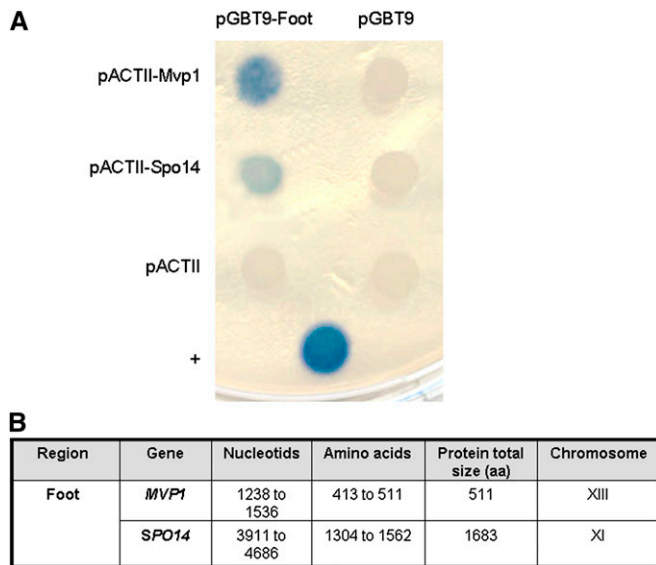 A
pGBT9-Foot pGBT9
pACTII-Mvp1
pACTII-Spo14
pACTII
+
B
Region Gene Nucleotids Amino acids Protein total size (aa) Chromosome
Foot MVP1 1238 to 1536 413 to 511 511 XIII
SPO14 3911 to 4686 1304 to 1562 1683 XI